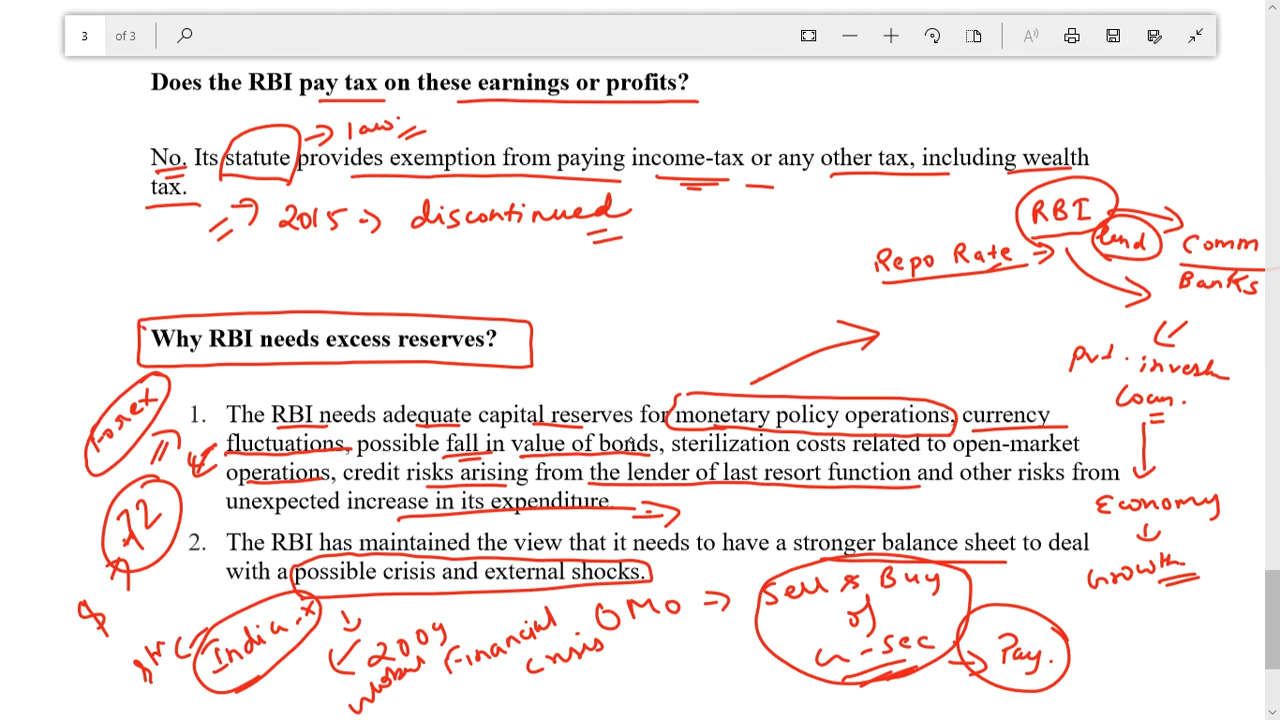 3 of 3
Does the RBI pay tax on these earnings or profits?
→ law
No. Its statute provides exemption from paying income-tax or any other tax, including wealth
tax.
⇒ 2015 → discontinued
RBI
lend
Comm
Banks
Repo Rate ⇒
Why RBI needs excess reserves?
Pvt. invest
Loan.
Economy
Growth
Forex
1. The RBI needs adequate capital reserves for monetary policy operations, currency
fluctuations, possible fall in value of bonds, sterilization costs related to open-market
operations, credit risks arising from the lender of last resort function and other risks from
unexpected increase in its expenditure.
72
$
2. The RBI has maintained the view that it needs to have a stronger balance sheet to deal
with a possible crisis and external shocks.
India-x
2009
Financial
Crisis
OMO ⇒
Sell & Buy
of
G-sec
→ Pay.